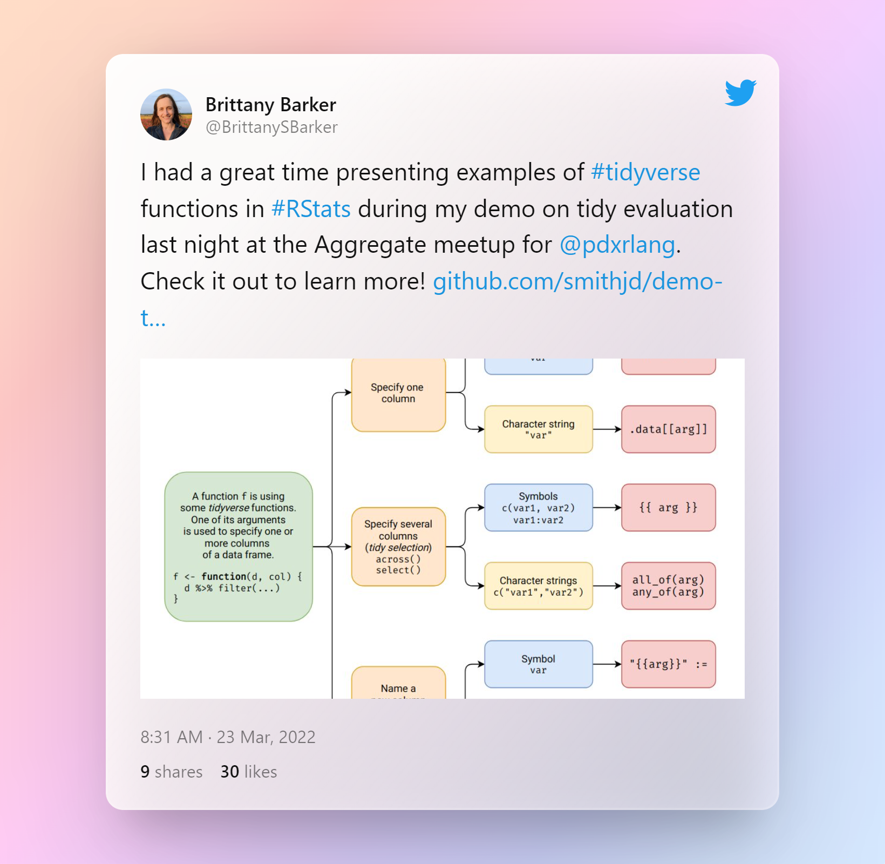 Brittany Barker
@BrittanySBarker
I had a great time presenting examples of #tidyverse
functions in #RStats during my demo on tidy evaluation
last night at the Aggregate meetup for @pdxrlang.
Check it out to learn more! github.com/smithjd/demo-
t...
A function f is using
some tidyverse functions.
One of its arguments
is used to specify one or
more columns
of a data frame.
f <- function(d, col) {
d %>% filter(...)
}
Specify one
column
Character string
"var"
.data[[arg]]
Specify several
columns
(tidy selection)
across()
select()
Symbols
c(var1, var2)
var1:var2
{{ arg }}
Character strings
c("var1","var2")
all_of(arg)
any_of(arg)
Name a
Symbol
var
"{{arg}}" :=
8:31 AM · 23 Mar, 2022
9 shares 30 likes